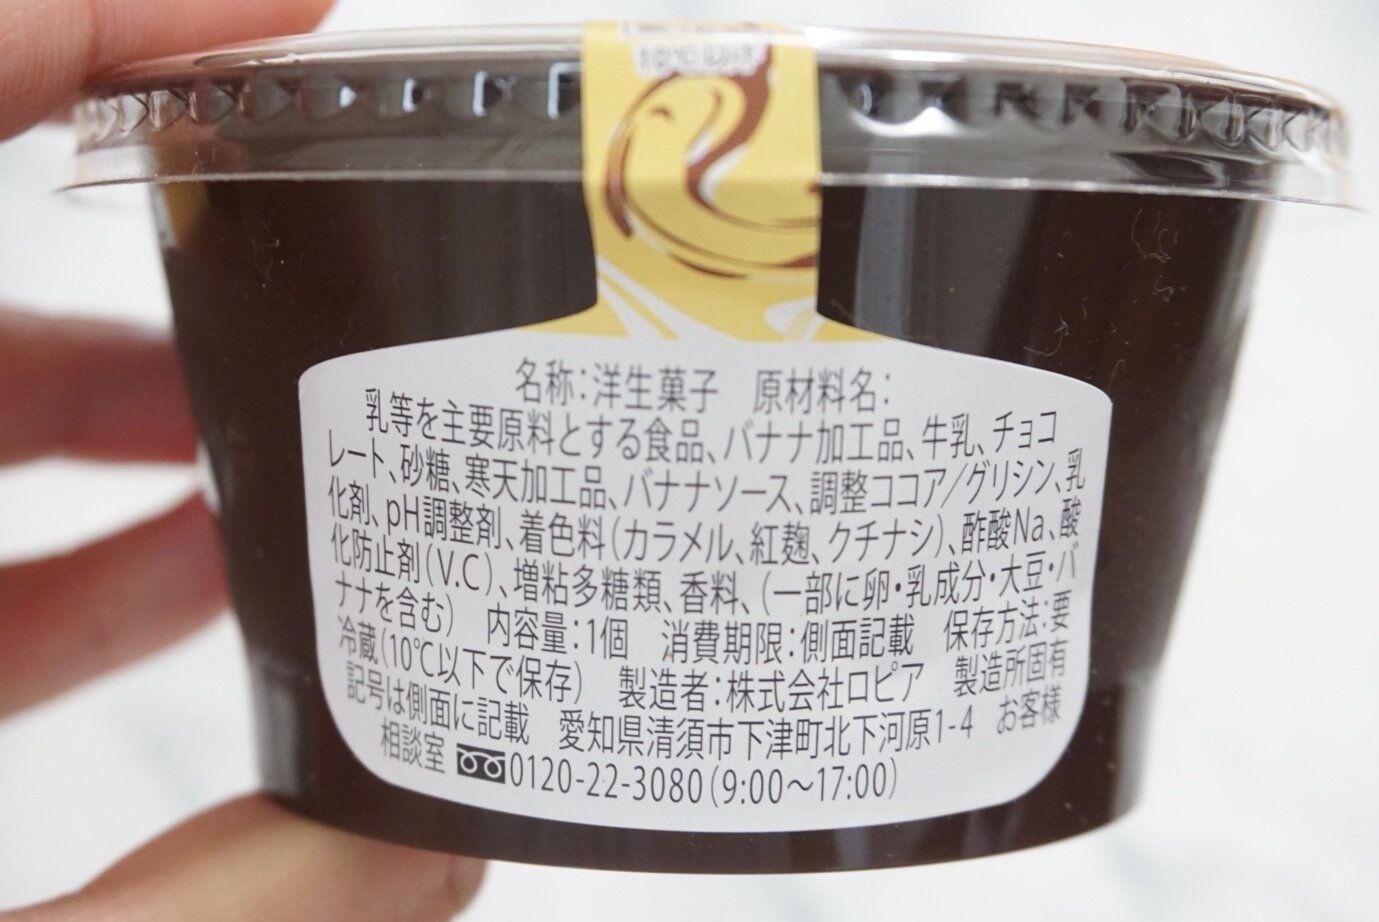 名称:洋生菓子　原材料名:
乳等を主要原料とする食品、バナナ加工品、牛乳、チョコ
レート、砂糖、寒天加工品、バナナソース、調整ココア/グリシン、乳
化剤、pH調整剤、着色料(カラメル、紅麹、クチナシ)、酢酸Na、酸
化防止剤(V.C)、増粘多糖類、香料、(一部に卵・乳成分・大豆・バ
ナナを含む)　内容量:1個　消費期限:側面記載　保存方法:要
冷蔵(10℃以下で保存)　製造者:株式会社ロピア　製造所固有
記号は側面に記載　愛知県清須市下津町北下河原1-4　お客様
相談室 0120-22-3080(9:00〜17:00)